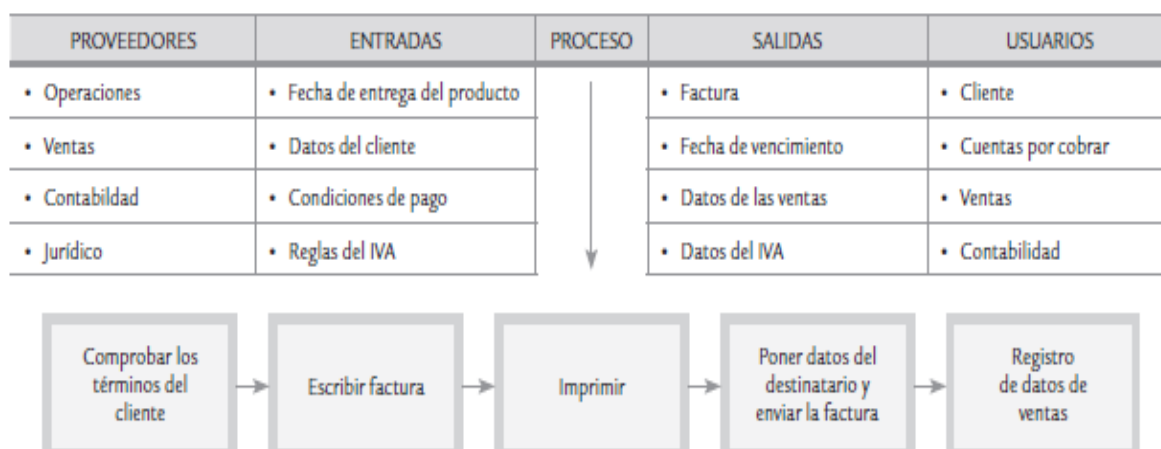 PROVEEDORES ENTRADAS PROCESO SALIDAS USUARIOS
• Operaciones • Fecha de entrega del producto • Factura • Cliente
• Ventas • Datos del cliente • Fecha de vencimiento • Cuentas por cobrar
• Contabildad • Condiciones de pago • Datos de las ventas • Ventas
• Jurídico • Reglas del IVA • Datos del IVA • Contabilidad
Comprobar los
términos del
cliente
Escribir factura
Imprimir
Poner datos del
destinatario y
enviar la factura
Registro
de datos de
ventas